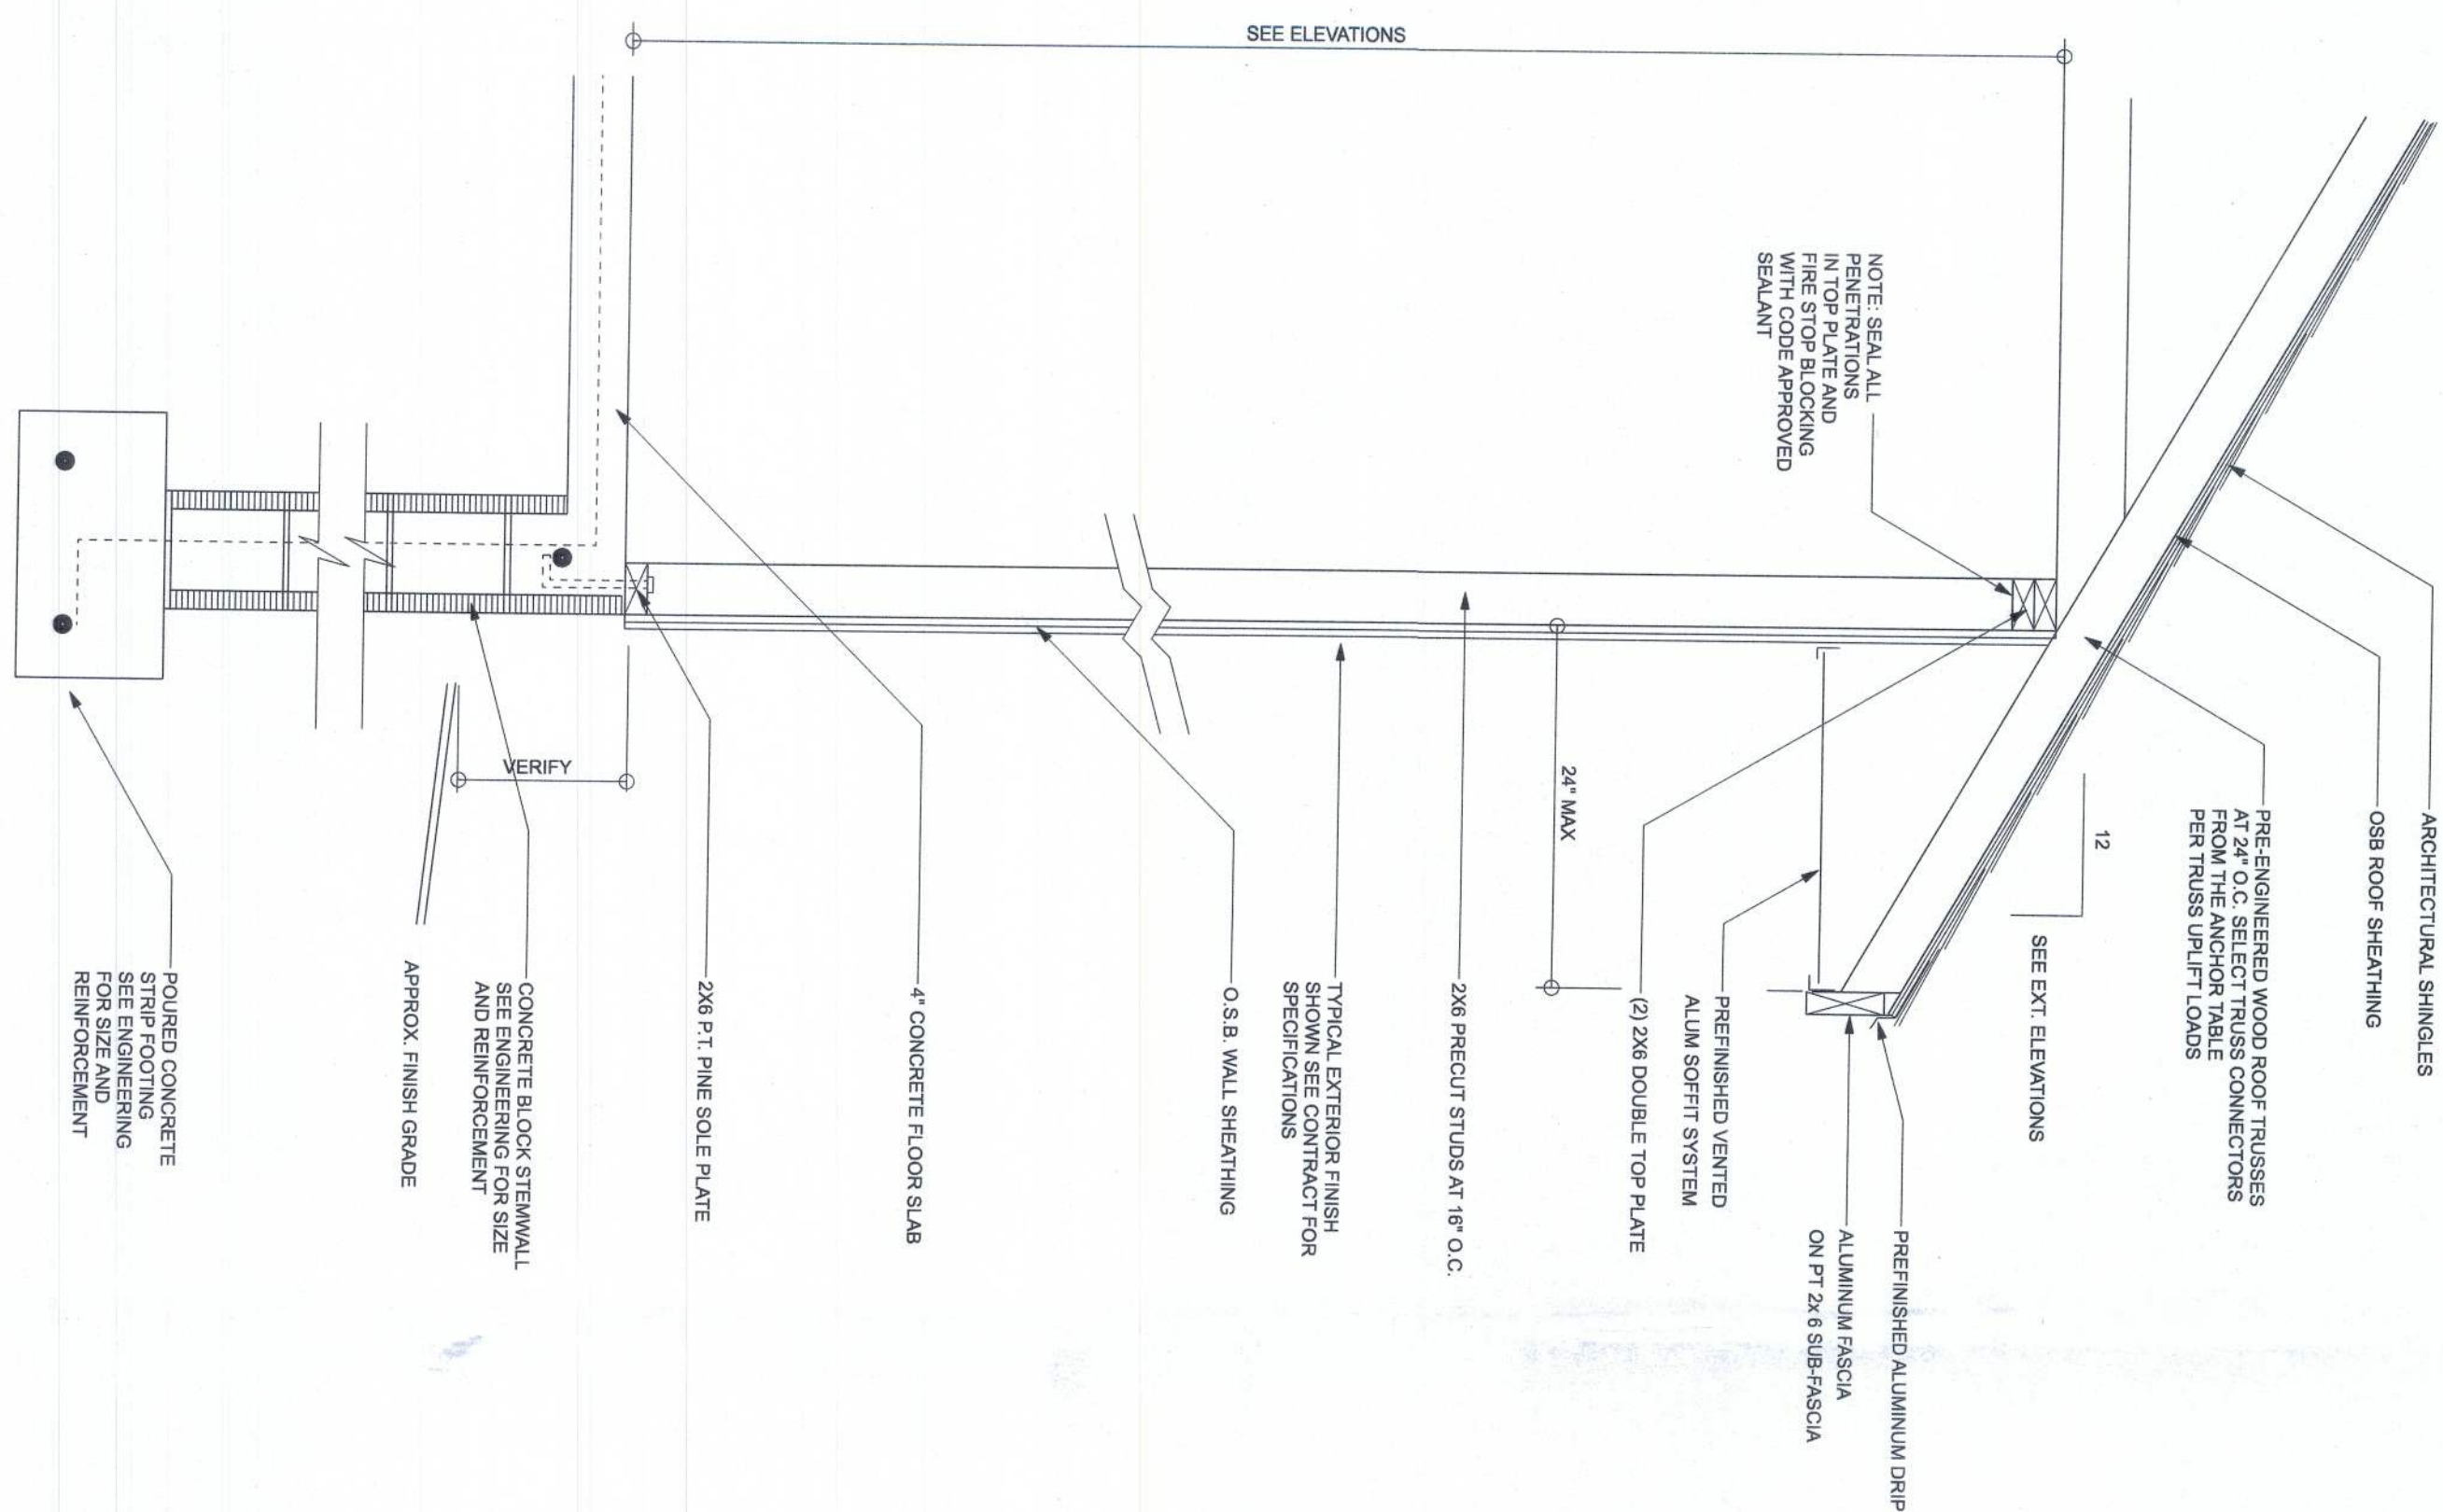 ARCHITECTURAL SHINGLES
OSB ROOF SHEATHING
PRE-ENGINEERED WOOD ROOF TRUSSES
AT 24" O.C. SELECT TRUSS CONNECTORS
FROM THE ANCHOR TABLE
PER TRUSS UPLIFT LOADS
12
SEE EXT. ELEVATIONS
PREFINISHED ALUMINUM DRIP
ALUMINUM FASCIA
ON PT 2x6 SUB-FASCIA
NOTE: SEAL ALL
PENETRATIONS
IN TOP PLATE AND
FIRE STOP BLOCKING
WITH CODE APPROVED
SEALANT
PREFINISHED VENTED
ALUM SOFFIT SYSTEM
(2) 2X6 DOUBLE TOP PLATE
24" MAX
2X6 PRECUT STUDS AT 16" O.C.
SEE ELEVATIONS
TYPICAL EXTERIOR FINISH
SHOWN SEE CONTRACT FOR
SPECIFICATIONS
O.S.B. WALL SHEATHING
4" CONCRETE FLOOR SLAB
2X6 P.T. PINE SOLE PLATE
VERIFY
CONCRETE BLOCK STEMWALL
SEE ENGINEERING FOR SIZE
AND REINFORCEMENT
APPROX. FINISH GRADE
POURED CONCRETE
STRIP FOOTING
SEE ENGINEERING
FOR SIZE AND
REINFORCEMENT